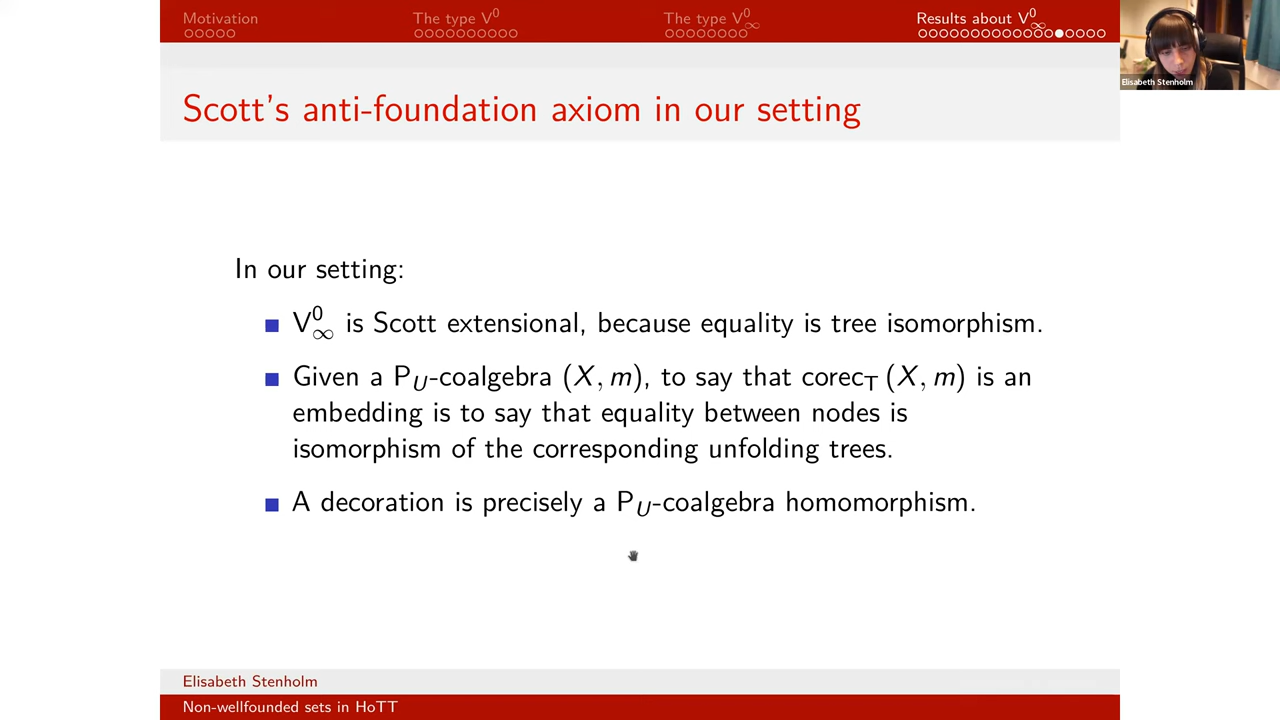 Motivation
The type V⁰
The type V⁰∞
Results about V⁰∞
Elisabeth Stenholm
Scott's anti-foundation axiom in our setting
In our setting:
V⁰∞ is Scott extensional, because equality is tree isomorphism.
Given a P_U-coalgebra (X, m), to say that corec_T (X, m) is an
embedding is to say that equality between nodes is
isomorphism of the corresponding unfolding trees.
A decoration is precisely a P_U-coalgebra homomorphism.
Elisabeth Stenholm
Non-wellfounded sets in HoTT